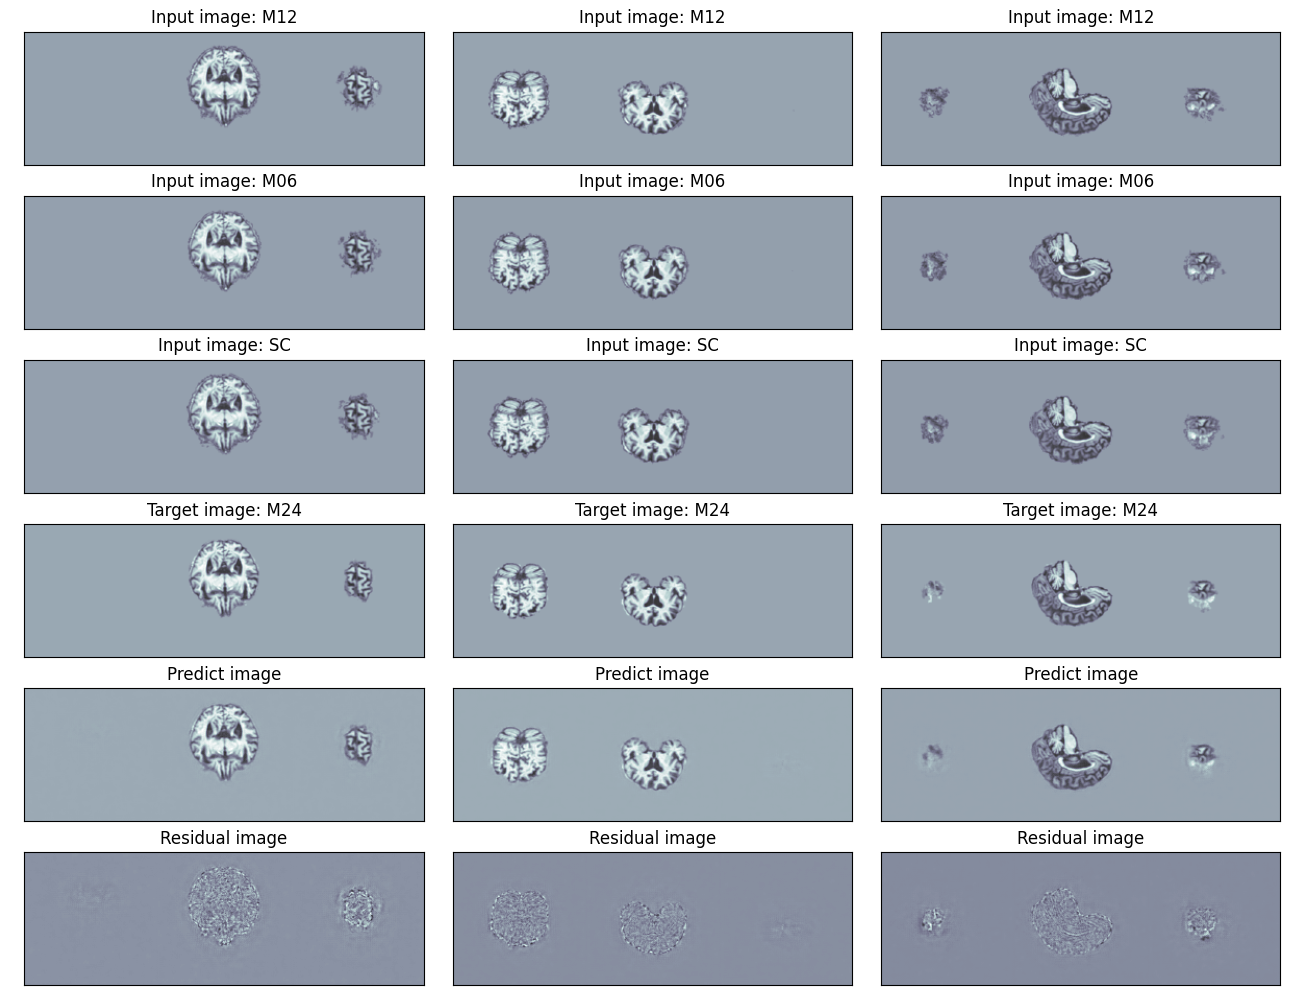 Input image: M12 Input image: M12 Input image: M12
Input image: M06 Input image: M06 Input image: M06
Input image: SC Input image: SC Input image: SC
Target image: M24 Target image: M24 Target image: M24
Predict image Predict image Predict image
Residual image Residual image Residual image